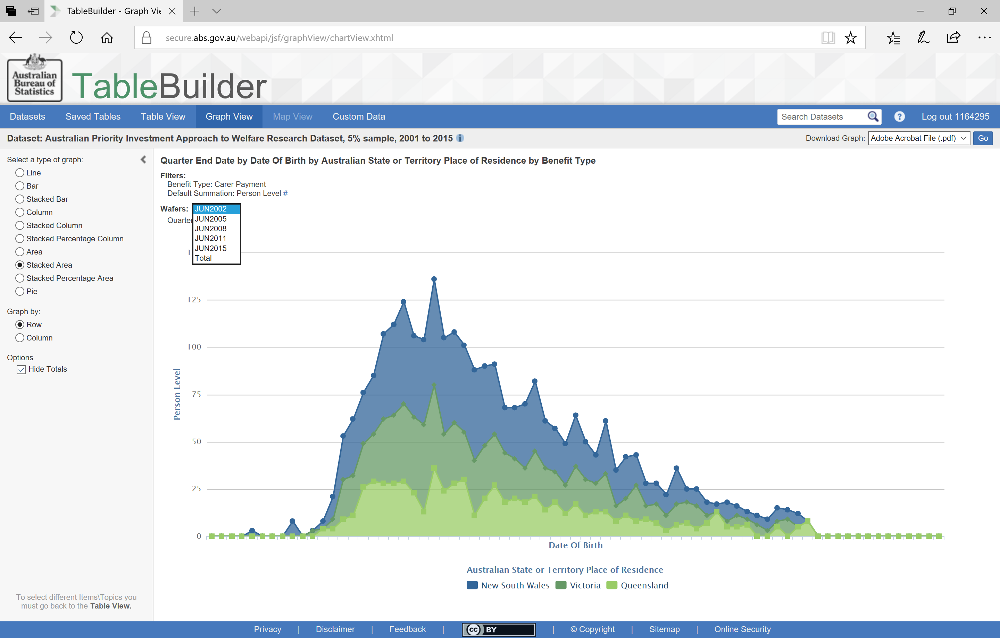 TableBuilder - Graph Vie
secure.abs.gov.au/webapi/jsf/graphView/chartView.xhtml
Australian
Bureau of
Statistics
TableBuilder
Datasets Saved Tables Table View Graph View Map View Custom Data Search Datasets ? Log out 1164295
Dataset: Australian Priority Investment Approach to Welfare Research Dataset, 5% sample, 2001 to 2015 i Download Graph: Adobe Acrobat File (.pdf) Go
Select a type of graph:
Line
Bar
Stacked Bar
Column
Stacked Column
Stacked Percentage Column
Area
Stacked Area
Stacked Percentage Area
Pie
Graph by:
Row
Column
Options
Hide Totals
To select different Items\Topics you
must go back to the Table View.
Quarter End Date by Date Of Birth by Australian State or Territory Place of Residence by Benefit Type
Filters:
Benefit Type: Carer Payment
Default Summation: Person Level #
Wafers:
Quarter
JUN2002
JUN2005
JUN2008
JUN2011
JUN2015
Total
125
100
75
50
25
0
Person Level
Date Of Birth
Australian State or Territory Place of Residence
New South Wales Victoria Queensland
Privacy | Disclaimer | Feedback | CC BY | © Copyright | Sitemap | Online Security